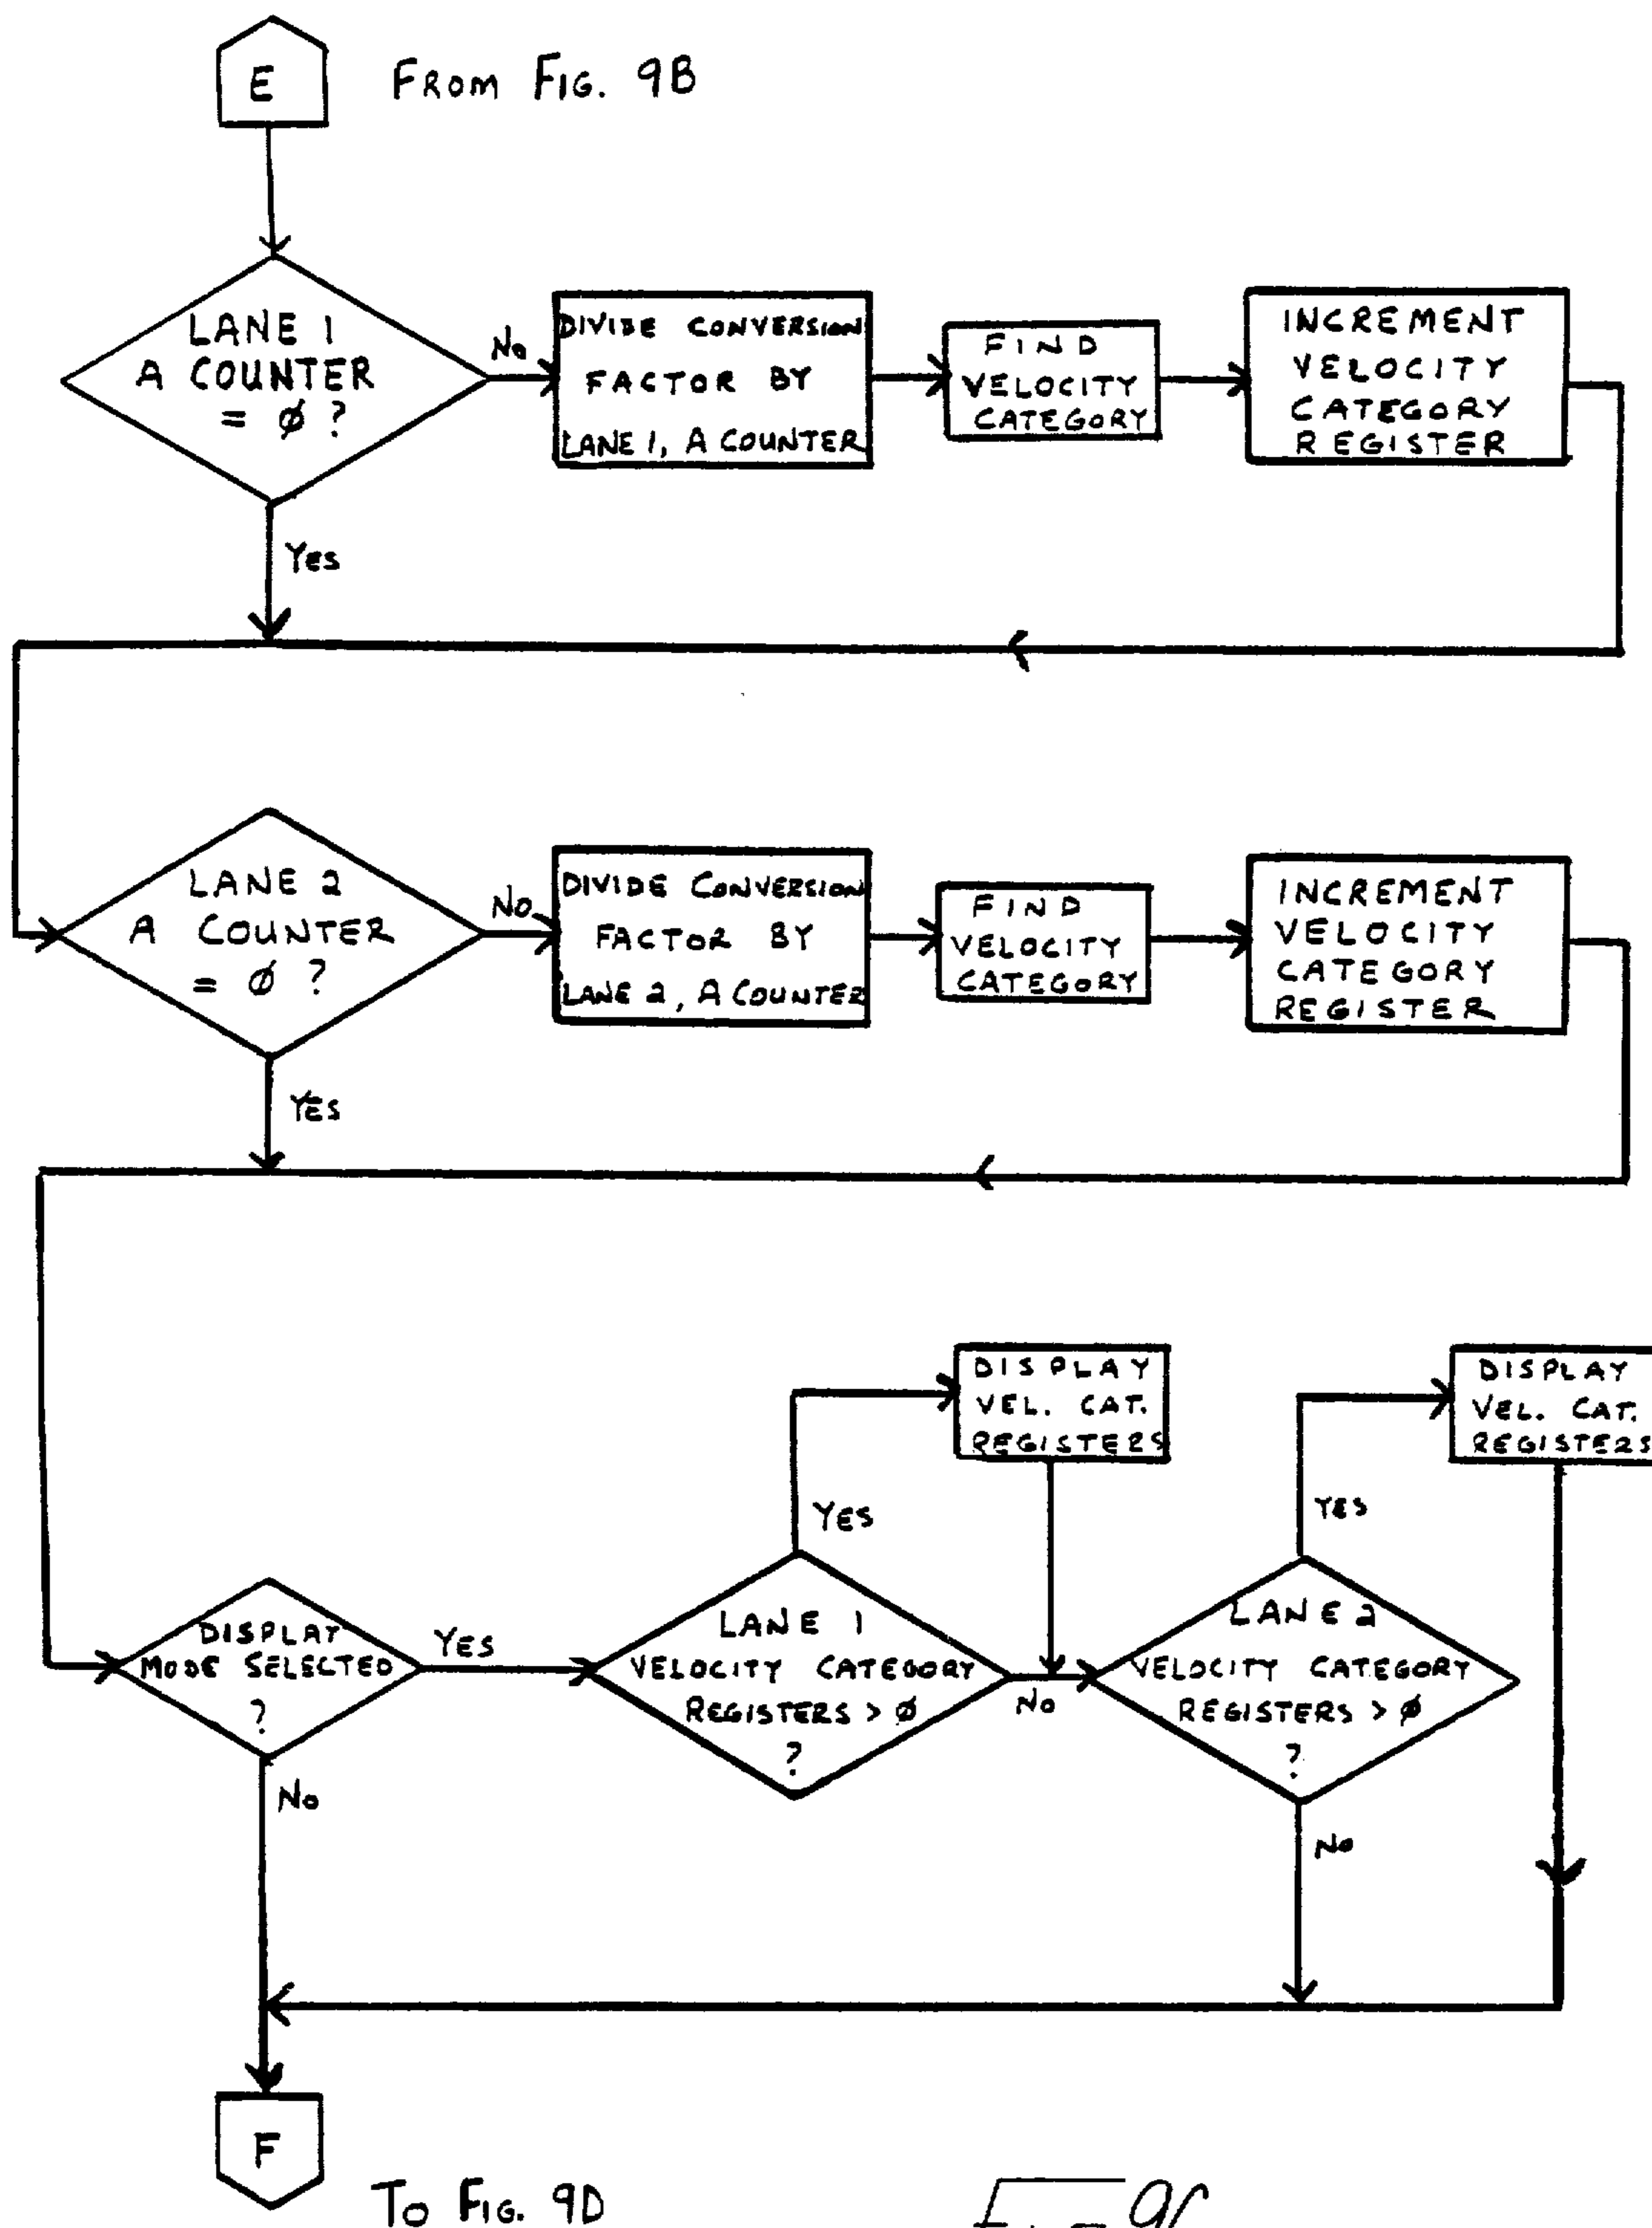 E
FROM FIG. 9B
LANE 1
A COUNTER
= Ø ?
No
DIVIDE CONVERSION
FACTOR BY
LANE 1, A COUNTER
FIND
VELOCITY
CATEGORY
INCREMENT
VELOCITY
CATEGORY
REGISTER
Yes
LANE 2
A COUNTER
= Ø ?
No
DIVIDE CONVERSION
FACTOR BY
LANE 2, A COUNTER
FIND
VELOCITY
CATEGORY
INCREMENT
VELOCITY
CATEGORY
REGISTER
YES
DISPLAY
VEL. CAT.
REGISTERS
DISPLAY
VEL. CAT.
REGISTERS
YES
YES
DISPLAY
MODE SELECTED
?
YES
LANE 1
VELOCITY CATEGORY
REGISTERS > Ø
?
No
LANE 2
VELOCITY CATEGORY
REGISTERS > Ø
?
No
No
F
To FIG. 9D